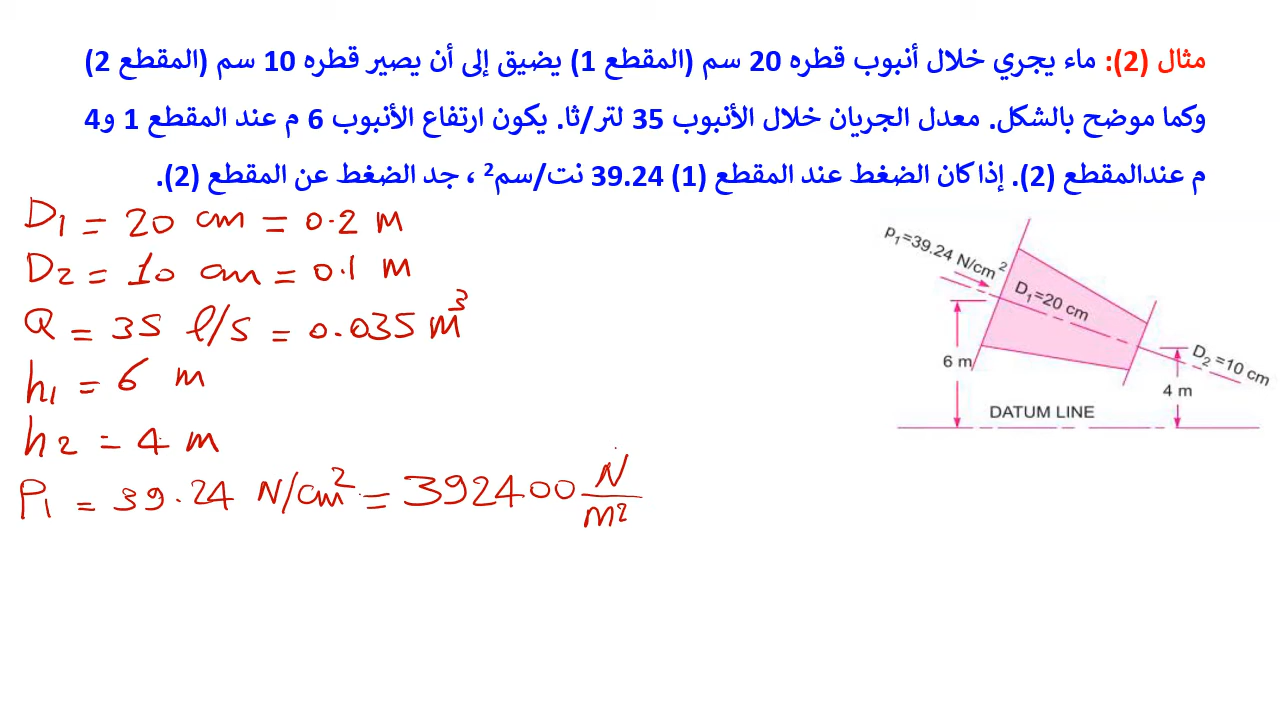 مثال (2): ماء يجري خلال أنبوب قطره 20 سم (المقطع 1) يضيق إلى أن يصير قطره 10 سم (المقطع 2)
وكما موضح بالشكل. معدل الجريان خلال الأنبوب 35 لتر/ثا. يكون ارتفاع الأنبوب 6 م عند المقطع 1 و4
م عندالمقطع (2). إذا كان الضغط عند المقطع (1) 39.24 نت/سم² ، جد الضغط عن المقطع (2).
D1 = 20 cm = 0.2 m
D2 = 10 cm = 0.1 m
Q = 35 l/s = 0.035 m³
h1 = 6 m
h2 = 4 m
P1 = 39.24 N/cm² = 392400 N/m²
p₁=39.24 N/cm²
D₁=20 cm
D₂=10 cm
6 m
4 m
DATUM LINE